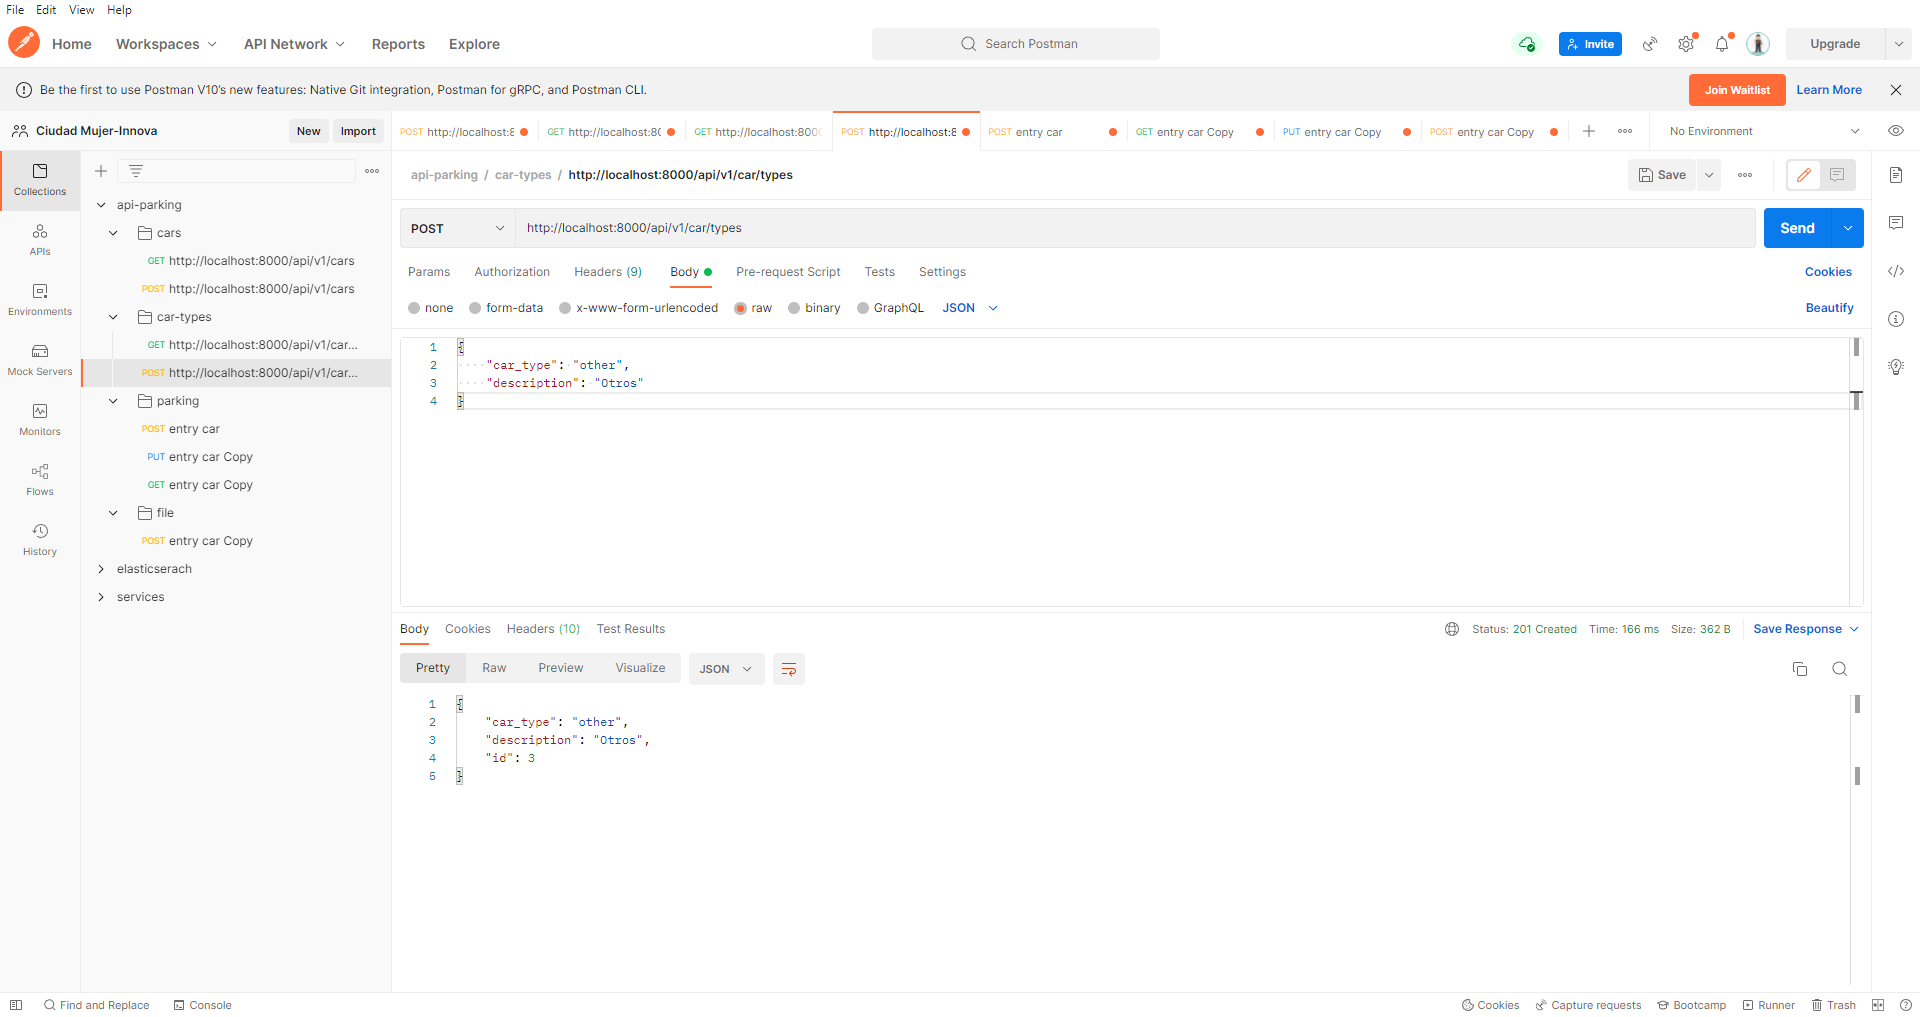 File Edit View Help
Home Workspaces API Network Reports Explore Search Postman Invite Upgrade
Be the first to use Postman V10's new features: Native Git integration, Postman for gRPC, and Postman CLI. Join Waitlist Learn More
Ciudad Mujer-Innova New Import
POST http://localhost:8 GET http://localhost:80 GET http://localhost:800 POST http://localhost:8 POST entry car GET entry car Copy PUT entry car Copy POST entry car Copy No Environment
Collections
APIs
Environments
Mock Servers
Monitors
Flows
History
api-parking
cars
GET http://localhost:8000/api/v1/cars
POST http://localhost:8000/api/v1/cars
car-types
GET http://localhost:8000/api/v1/car...
POST http://localhost:8000/api/v1/car...
parking
POST entry car
PUT entry car Copy
GET entry car Copy
file
POST entry car Copy
elasticserach
services
api-parking / car-types / http://localhost:8000/api/v1/car/types Save
POST http://localhost:8000/api/v1/car/types Send
Params Authorization Headers (9) Body Pre-request Script Tests Settings Cookies
none form-data x-www-form-urlencoded raw binary GraphQL JSON Beautify
1 {
2 "car_type": "other",
3 "description": "Otros"
4 }
Body Cookies Headers (10) Test Results Status: 201 Created Time: 166 ms Size: 362 B Save Response
Pretty Raw Preview Visualize JSON
1 {
2 "car_type": "other",
3 "description": "Otros",
4 "id": 3
5 }
Find and Replace Console Cookies Capture requests Bootcamp Runner Trash